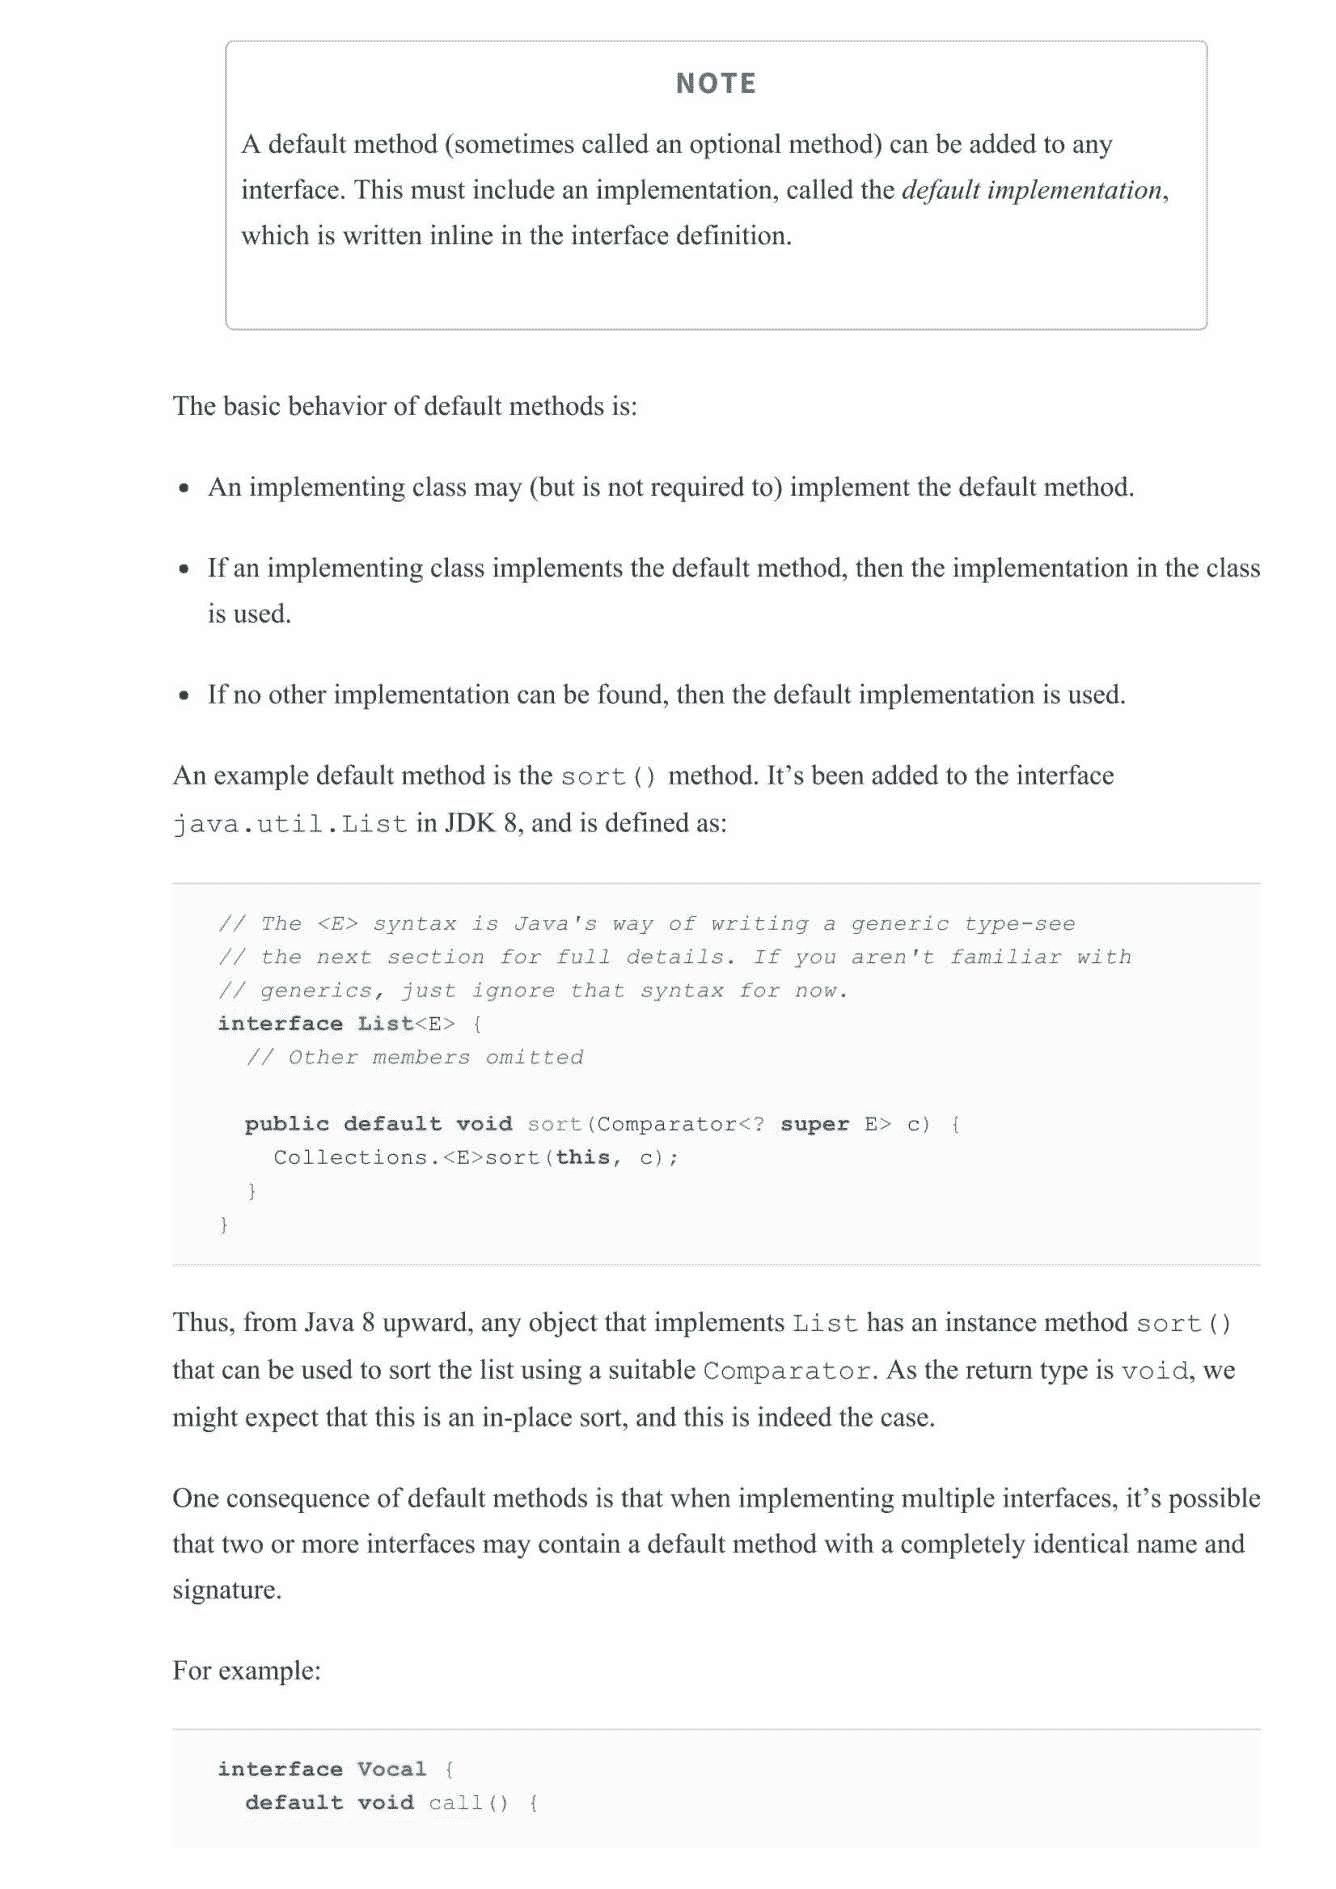 NOTE
A default method (sometimes called an optional method) can be added to any
interface. This must include an implementation, called the default implementation,
which is written inline in the interface definition.
The basic behavior of default methods is:
• An implementing class may (but is not required to) implement the default method.
• If an implementing class implements the default method, then the implementation in the class
is used.
• If no other implementation can be found, then the default implementation is used.
An example default method is the sort() method. It’s been added to the interface
java.util.List in JDK 8, and is defined as:
// The <E> syntax is Java's way of writing a generic type-see
// the next section for full details. If you aren't familiar with
// generics, just ignore that syntax for now.
interface List<E> {
  // Other members omitted
  public default void sort(Comparator<? super E> c) {
    Collections.<E>sort(this, c);
  }
}
Thus, from Java 8 upward, any object that implements List has an instance method sort()
that can be used to sort the list using a suitable Comparator. As the return type is void, we
might expect that this is an in-place sort, and this is indeed the case.
One consequence of default methods is that when implementing multiple interfaces, it’s possible
that two or more interfaces may contain a default method with a completely identical name and
signature.
For example:
interface Vocal {
  default void call() {